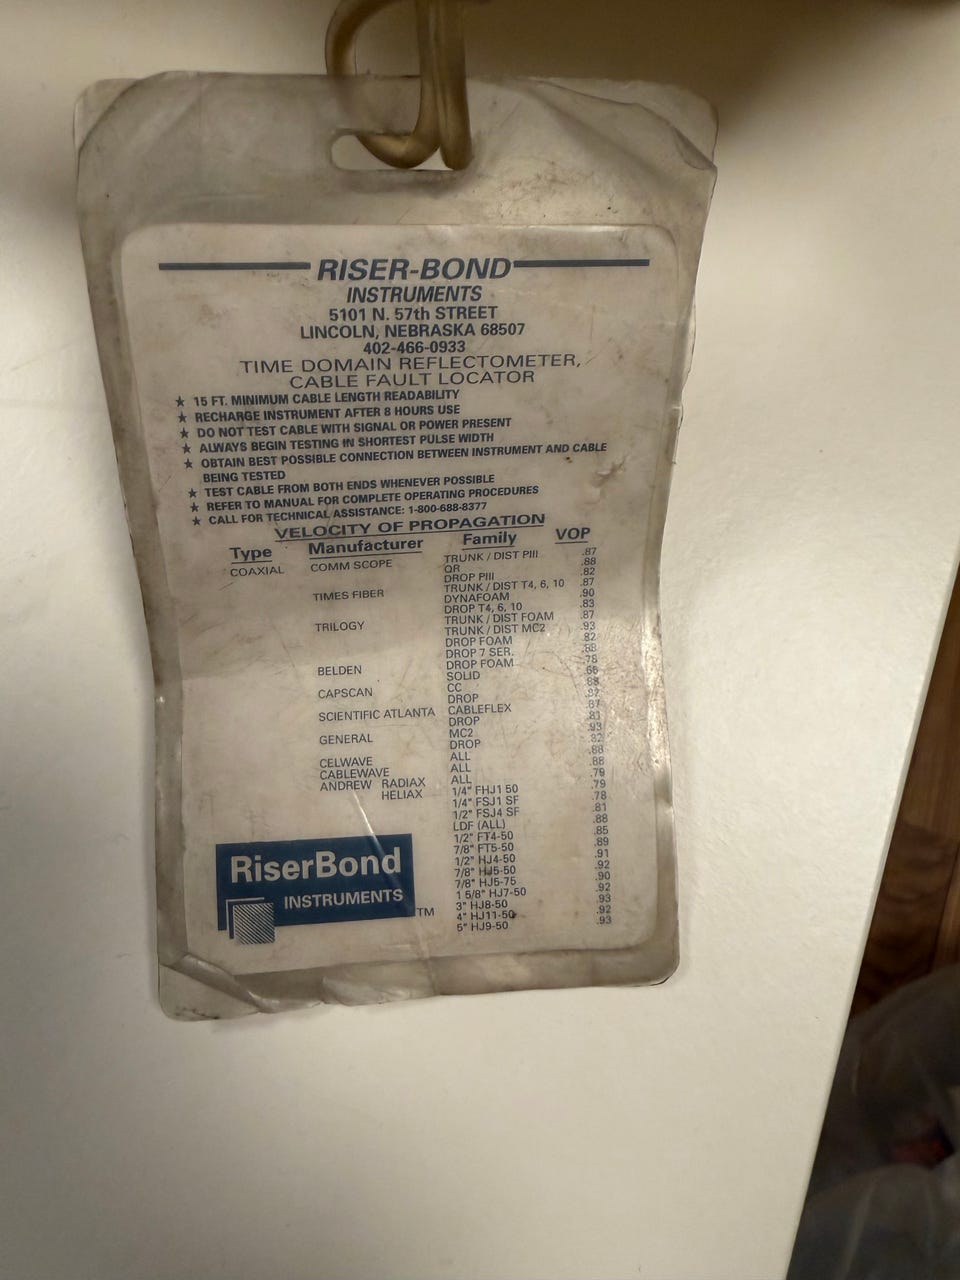 RISER-BOND
INSTRUMENTS
5101 N. 57th STREET
LINCOLN, NEBRASKA 68507
402-466-0933
TIME DOMAIN REFLECTOMETER,
CABLE FAULT LOCATOR
★ 15 FT. MINIMUM CABLE LENGTH READABILITY
★ RECHARGE INSTRUMENT AFTER 8 HOURS USE
★ DO NOT TEST CABLE WITH SIGNAL OR POWER PRESENT
★ ALWAYS BEGIN TESTING IN SHORTEST PULSE WIDTH
★ OBTAIN BEST POSSIBLE CONNECTION BETWEEN INSTRUMENT AND CABLE
BEING TESTED
★ TEST CABLE FROM BOTH ENDS WHENEVER POSSIBLE
★ REFER TO MANUAL FOR COMPLETE OPERATING PROCEDURES
★ CALL FOR TECHNICAL ASSISTANCE: 1-800-688-8377
VELOCITY OF PROPAGATION
Type Manufacturer Family VOP
COAXIAL COMM SCOPE TRUNK / DIST PIII .87
QR .88
DROP PIII .82
TIMES FIBER TRUNK / DIST T4, 6, 10 .87
DYNAFOAM .90
DROP T4, 6, 10 .83
TRILOGY TRUNK / DIST FOAM .87
TRUNK / DIST MC2 .93
DROP FOAM .82
DROP 7 SER. .88
BELDEN DROP FOAM .78
SOLID .66
CAPSCAN CC .88
DROP .87
SCIENTIFIC ATLANTA CABLEFLEX .87
DROP .81
GENERAL MC2 .93
DROP .82
CELWAVE ALL .88
CABLEWAVE ALL .88
ANDREW RADIAX ALL .79
HELIAX 1/4" FHJ1 50 .79
1/4" FSJ1 SF .78
1/2" FSJ4 SF .81
LDF (ALL) .88
1/2" FT4-50 .85
7/8" FT5-50 .89
1/2" HJ4-50 .91
7/8" HJ5-50 .92
7/8" HJ5-75 .90
1 5/8" HJ7-50 .92
3" HJ8-50 .93
4" HJ11-50 .92
5" HJ9-50 .93
RiserBond
INSTRUMENTS
TM